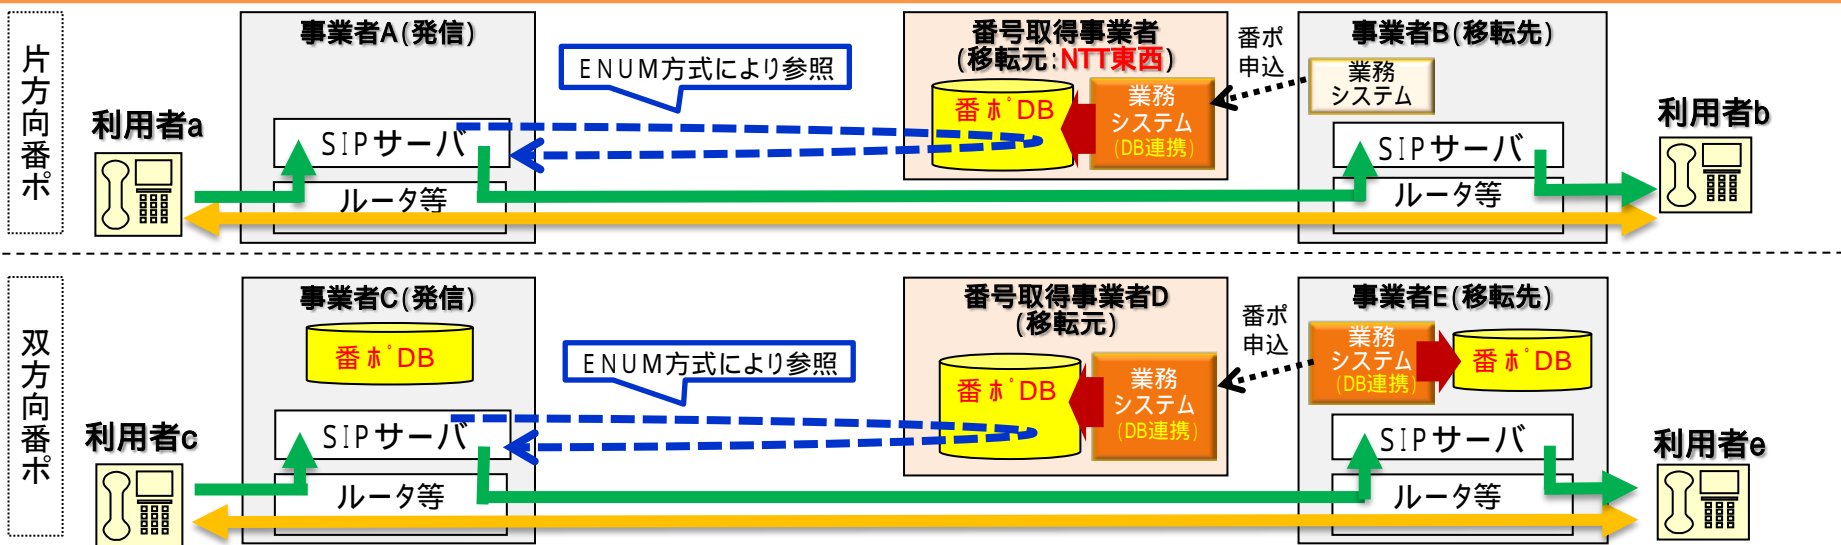 片方向番ポ
事業者A(発信)
ENUM方式により参照
番号取得事業者
(移転元:NTT東西)
番ポ
申込
事業者B(移転先)
業務
システム
番ポDB
業務
システム
(DB連携)
利用者a
利用者b
SIPサーバ
SIPサーバ
ルータ等
ルータ等
双方向番ポ
事業者C(発信)
番ポDB
ENUM方式により参照
番号取得事業者D
(移転元)
番ポ
申込
事業者E(移転先)
業務
システム
(DB連携)
番ポDB
番ポDB
業務
システム
(DB連携)
利用者c
利用者e
SIPサーバ
SIPサーバ
ルータ等
ルータ等